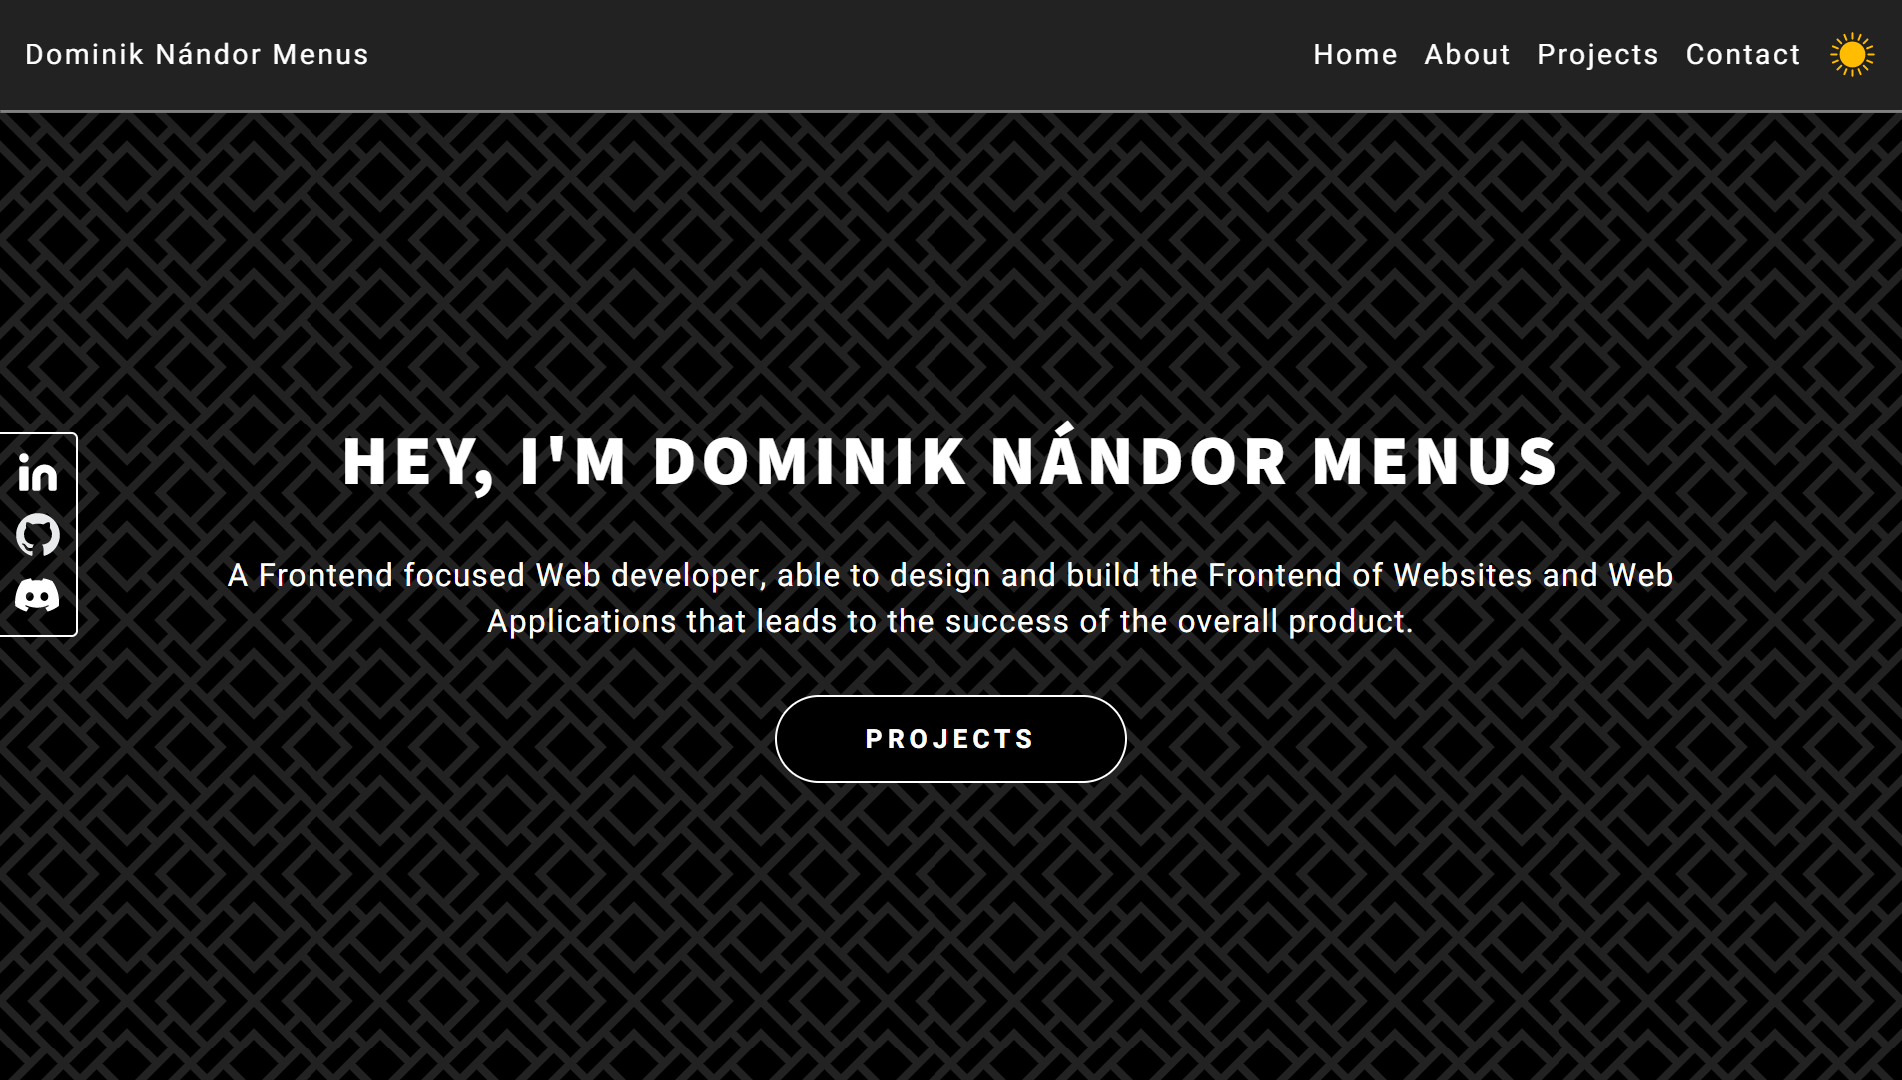 Dominik Nándor Menus
Home About Projects Contact
HEY, I'M DOMINIK NÁNDOR MENUS
A Frontend focused Web developer, able to design and build the Frontend of Websites and Web
Applications that leads to the success of the overall product.
PROJECTS